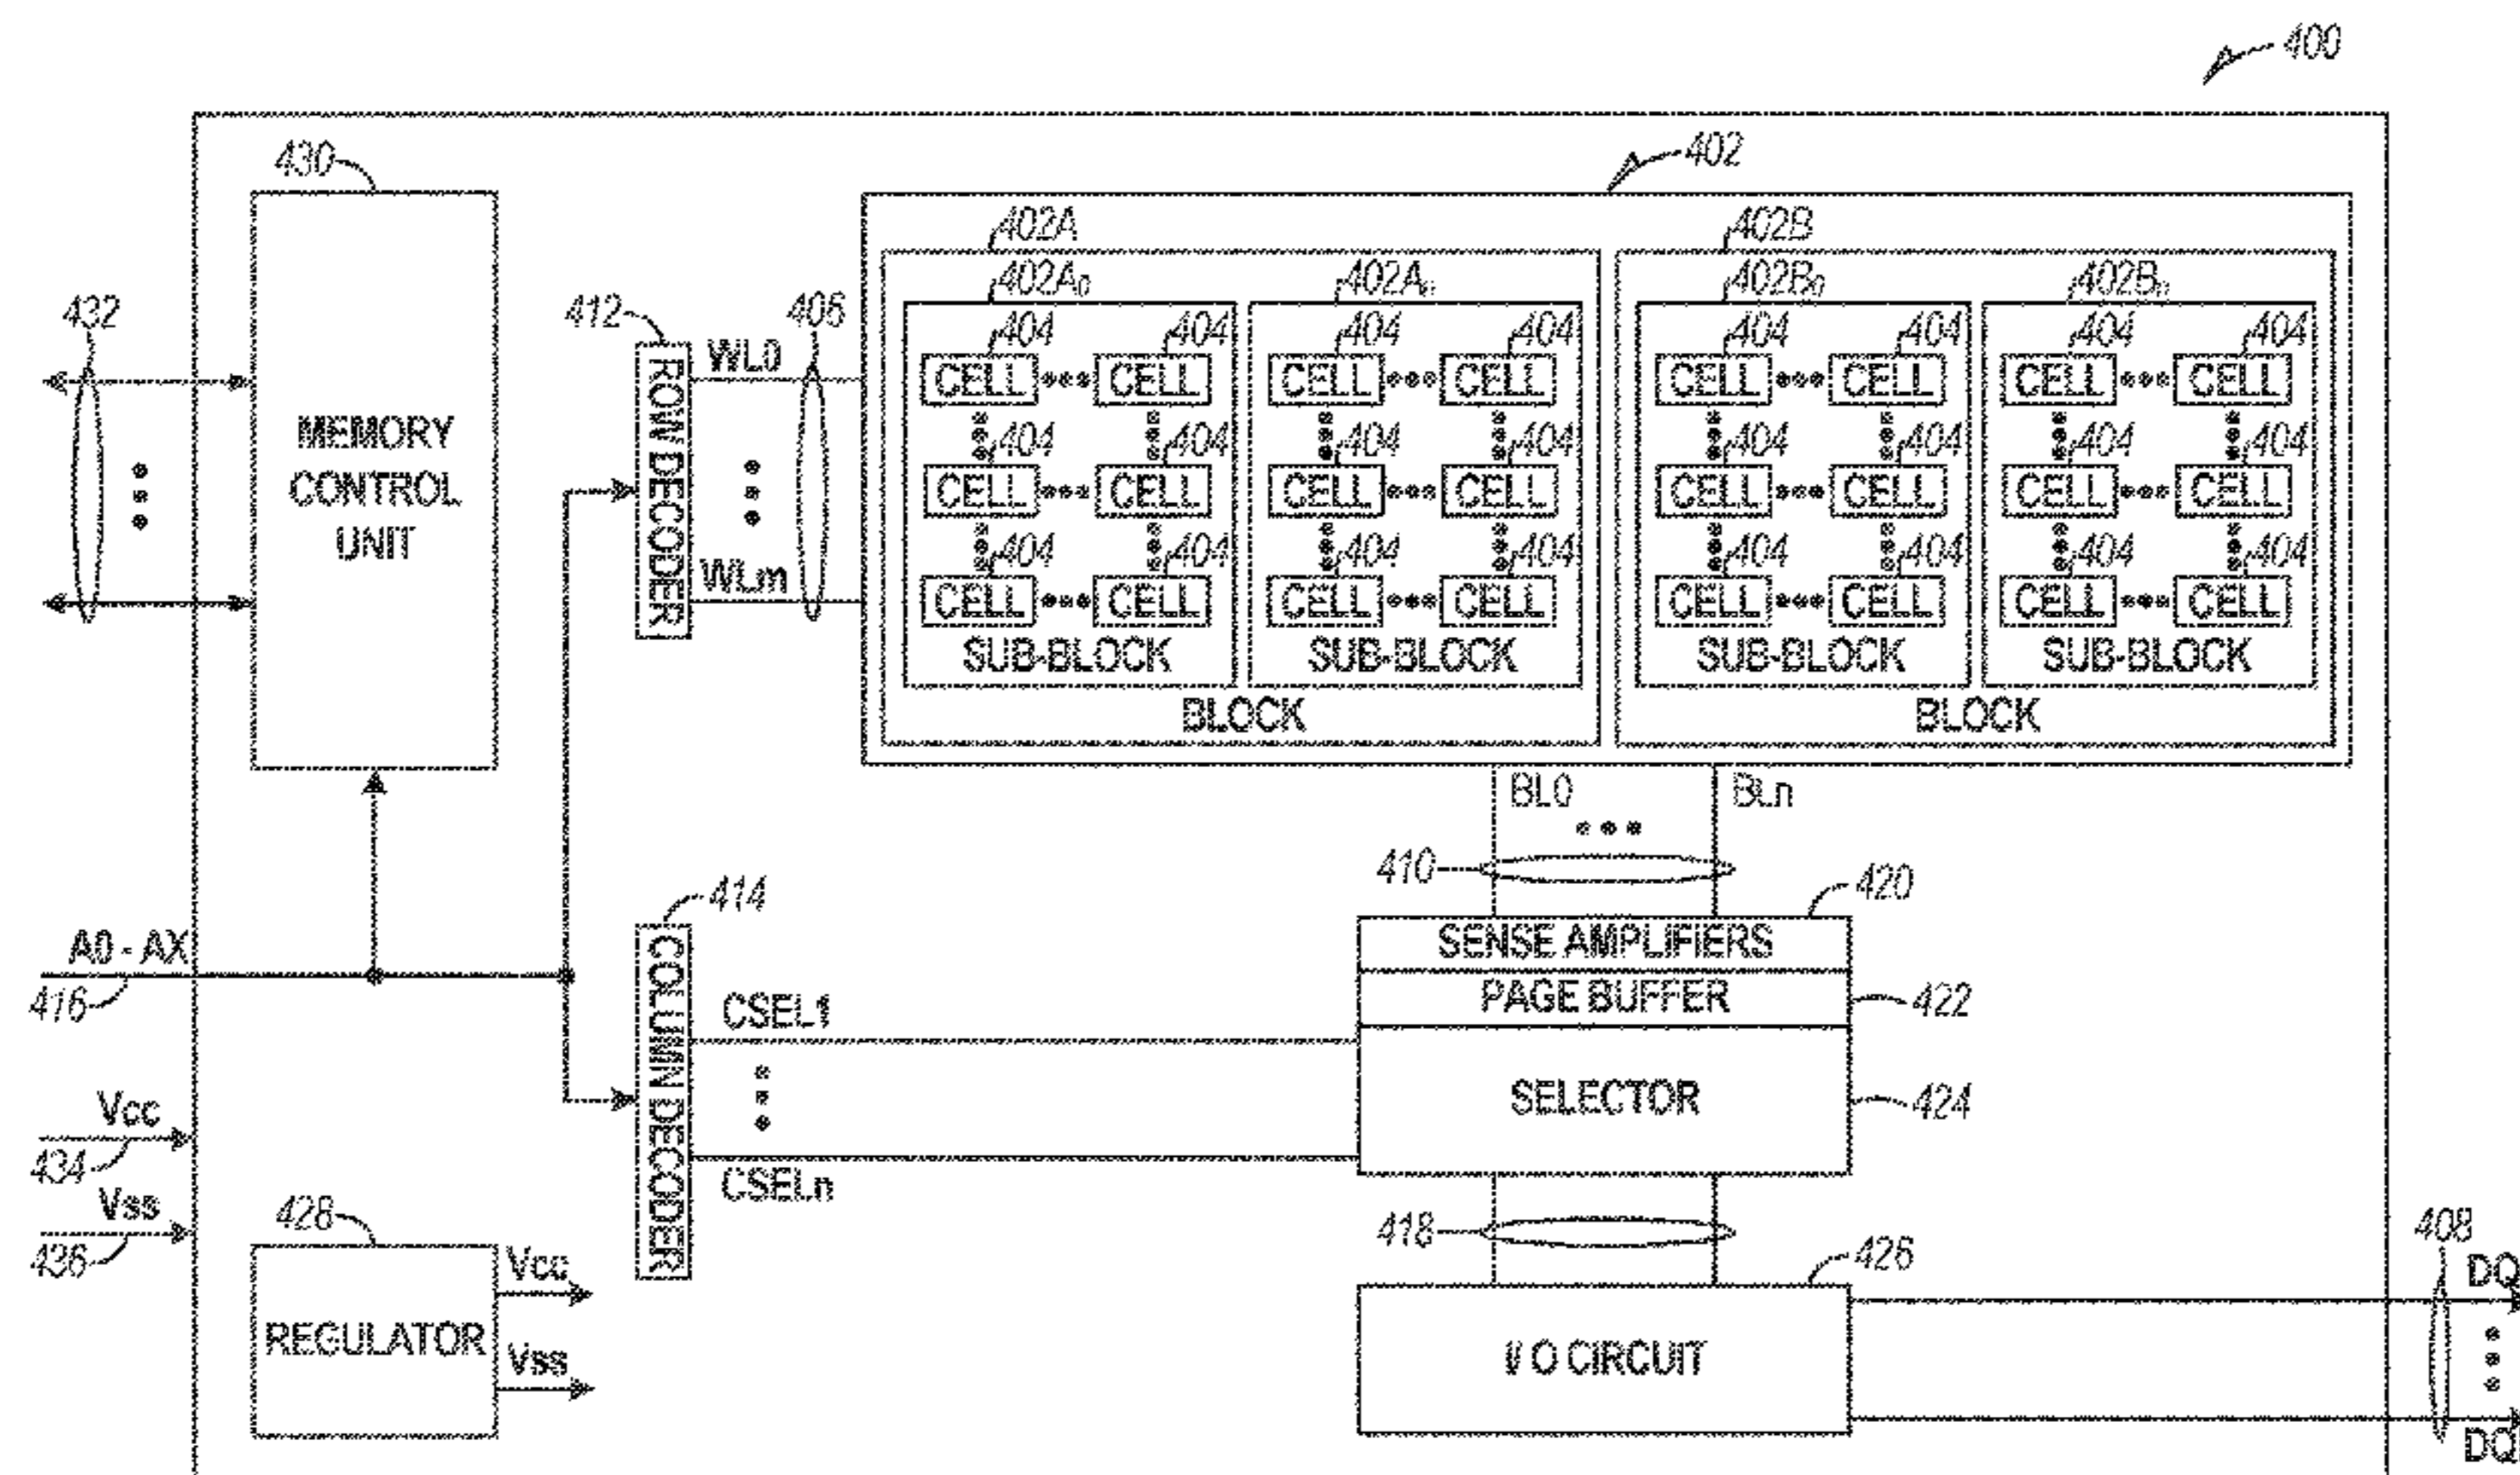 400
402
430
402A
402B
402A0
402An
402B0
402Bn
432
412
406
WL0
404 404 404 404 404 404 404 404
CELL CELL CELL CELL CELL CELL CELL CELL
MEMORY
CONTROL
UNIT
ROW DECODER
404 404 404 404 404 404 404 404
CELL CELL CELL CELL CELL CELL CELL CELL
WLm
404 404 404 404 404 404 404 404
CELL CELL CELL CELL CELL CELL CELL CELL
SUB-BLOCK SUB-BLOCK SUB-BLOCK SUB-BLOCK
BLOCK BLOCK
BL0 BLn
410
414
420
A0 - AX
416
COLUMN DECODER
SENSE AMPLIFIERS
PAGE BUFFER
422
CSEL1
SELECTOR
424
CSELn
Vcc
434
Vss
436
418
428
426
408
Vcc
REGULATOR
Vss
I/O CIRCUIT
DQ
DQ